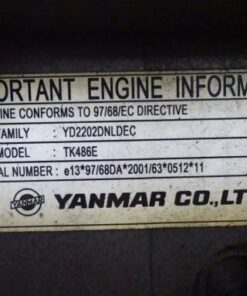 ORTANT ENGINE INFORM
INE CONFORMS TO 97/68/EC DIRECTIVE
FAMILY : YD2202DNLDEC
MODEL : TK486E
AL NUMBER : e13*97/68DA*2001/63*0512*11
YANMAR YANMAR CO.,LT